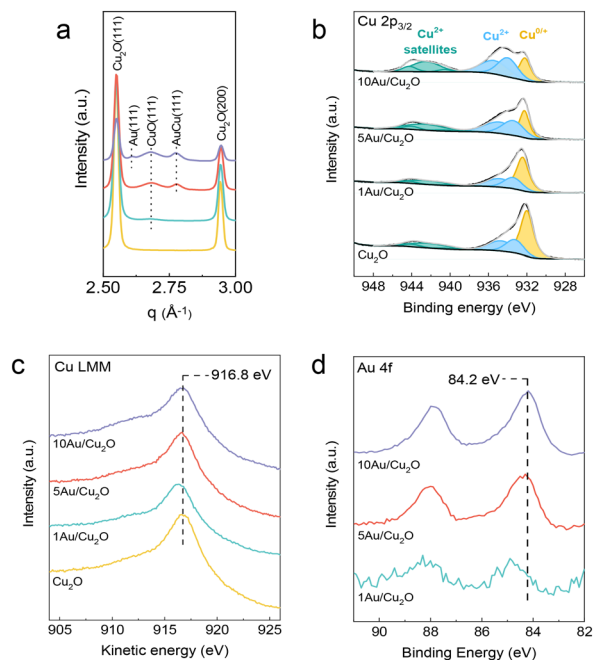 a
Cu₂O(111)
Au(111)
CuO(111)
AuCu(111)
Cu₂O(200)
Intensity (a.u.)
2.50 2.75 3.00
q (Å⁻¹)
b
Cu 2p₃/₂
Cu²⁺
satellites
Cu²⁺
Cu⁰/⁺
10Au/Cu₂O
5Au/Cu₂O
1Au/Cu₂O
Cu₂O
Intensity (a.u.)
948 944 940 936 932 928
Binding energy (eV)
c
Cu LMM
916.8 eV
10Au/Cu₂O
5Au/Cu₂O
1Au/Cu₂O
Cu₂O
Intensity (a.u.)
905 910 915 920 925
Kinetic energy (eV)
d
Au 4f
84.2 eV
10Au/Cu₂O
5Au/Cu₂O
1Au/Cu₂O
Intensity (a.u.)
90 88 86 84 82
Binding Energy (eV)